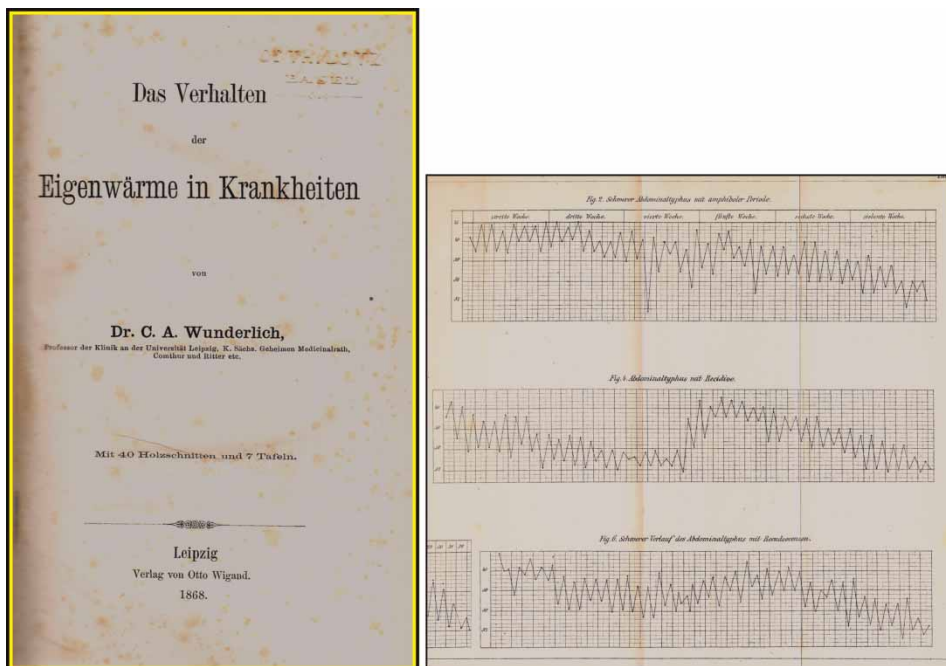 Das Verhalten
der
Eigenwärme in Krankheiten
von
Dr. C. A. Wunderlich,
Professor der Klinik an der Universität Leipzig, K. Sächs. Geheimen Medicinalrath,
Comthur und Ritter etc.
Mit 40 Holzschnitten und 7 Tafeln.
Leipzig
Verlag von Otto Wigand.
1868.
Fig. 2. Schwerer Abdominaltyphus mit amphiboler Periode.
zweite Woche. dritte Woche. vierte Woche. fünfte Woche. sechste Woche. siebente Woche.
Fig. 4. Abdominaltyphus mit Recidive.
Fig. 6. Schwerer Verlauf des Abdominaltyphus mit